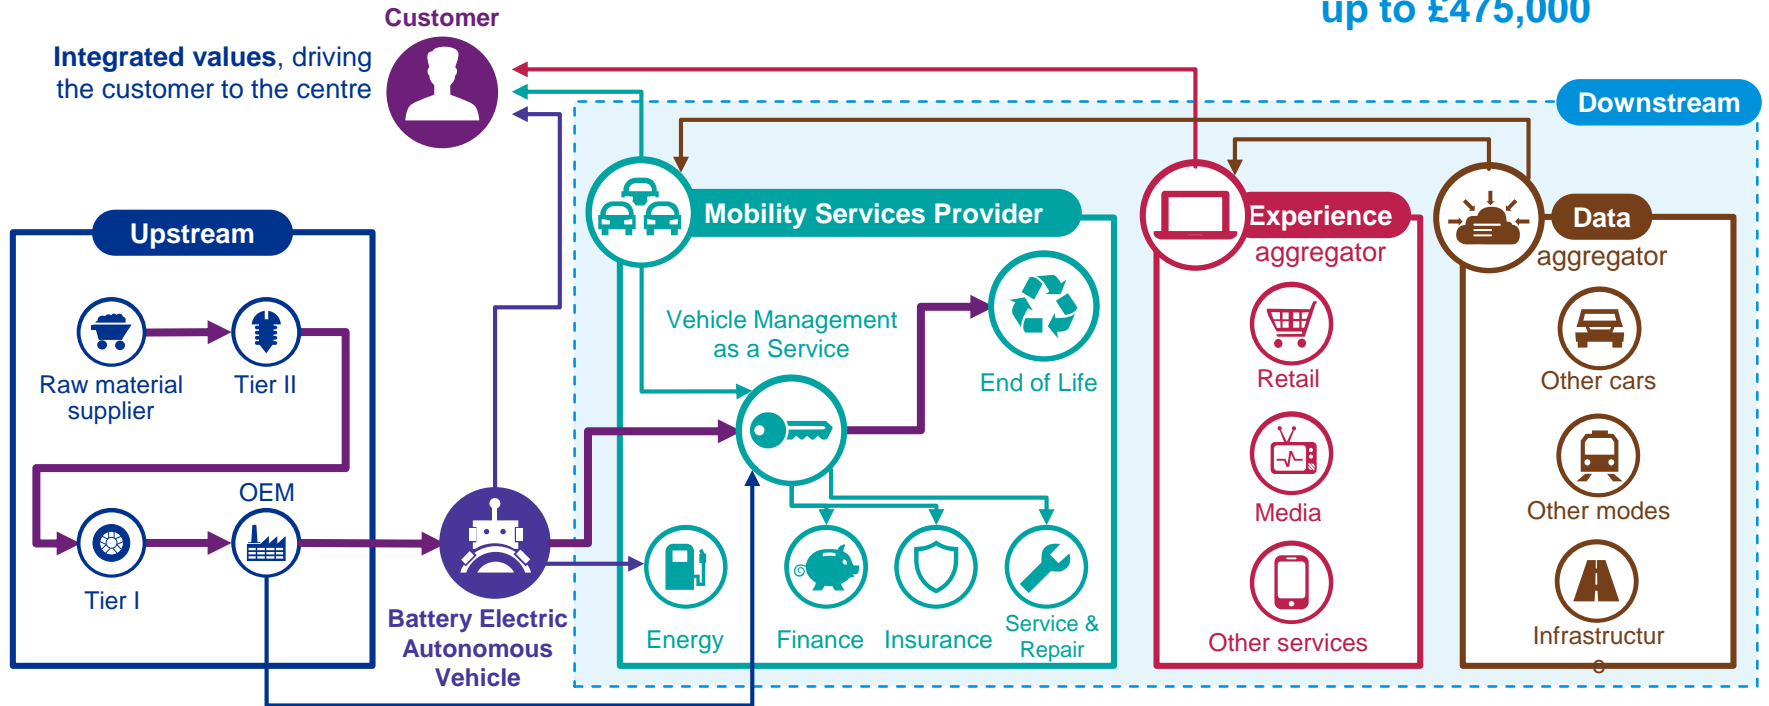 up to £475,000
Customer
Integrated values, driving
the customer to the centre
Downstream
Upstream
Mobility Services Provider
Experience
aggregator
Data
aggregator
Raw material
supplier
Tier II
Vehicle Management
as a Service
End of Life
Retail
Other cars
OEM
Media
Other modes
Tier I
Battery Electric
Autonomous
Vehicle
Energy
Finance
Insurance
Service &
Repair
Other services
Infrastructur
e